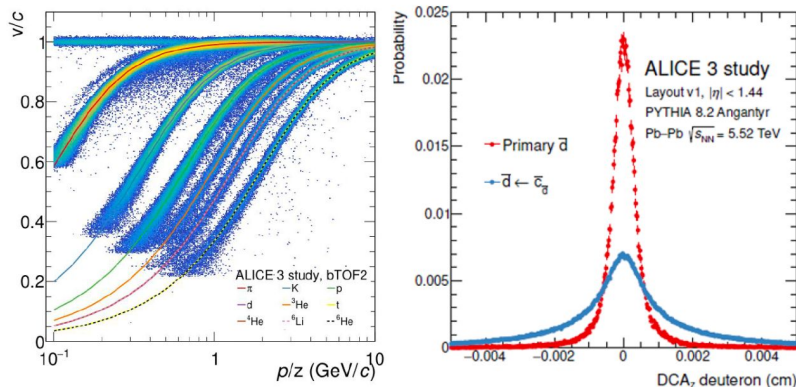 v/c
1
0.8
0.6
0.4
0.2
0
ALICE 3 study, bTOF2
π K p
d ³He t
⁴He ⁶Li ⁶He
10⁻¹ 1 10
p/z (GeV/c)
Probability
0.025
0.02
0.015
0.01
0.005
0
ALICE 3 study
Layout v1, |η| < 1.44
PYTHIA 8.2 Angantyr
Pb–Pb √s_NN = 5.52 TeV
Primary d̅
d̅ ← c̅_d̅
−0.004 −0.002 0 0.002 0.004
DCA_z deuteron (cm)